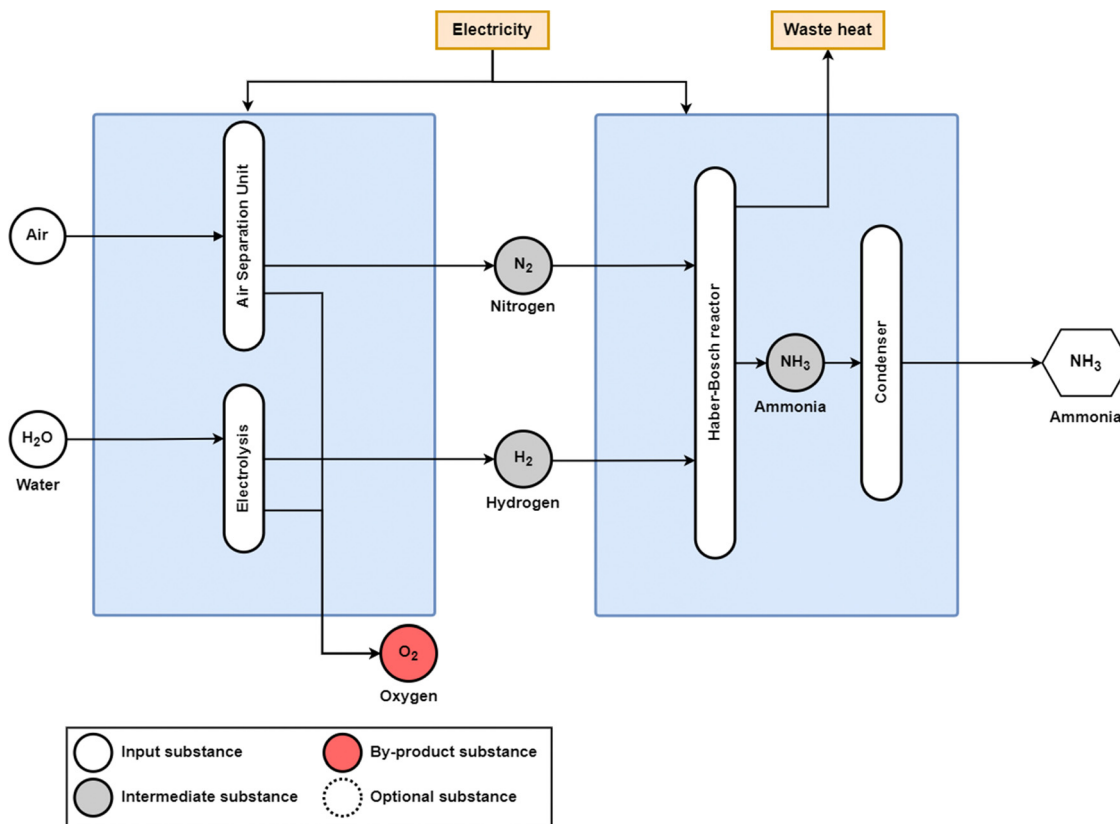 Electricity
Waste heat
Air Separation Unit
Air
N₂
Nitrogen
Haber-Bosch reactor
Condenser
NH₃
Ammonia
NH₃
Ammonia
H₂O
Water
Electrolysis
H₂
Hydrogen
O₂
Oxygen
Input substance
By-product substance
Intermediate substance
Optional substance